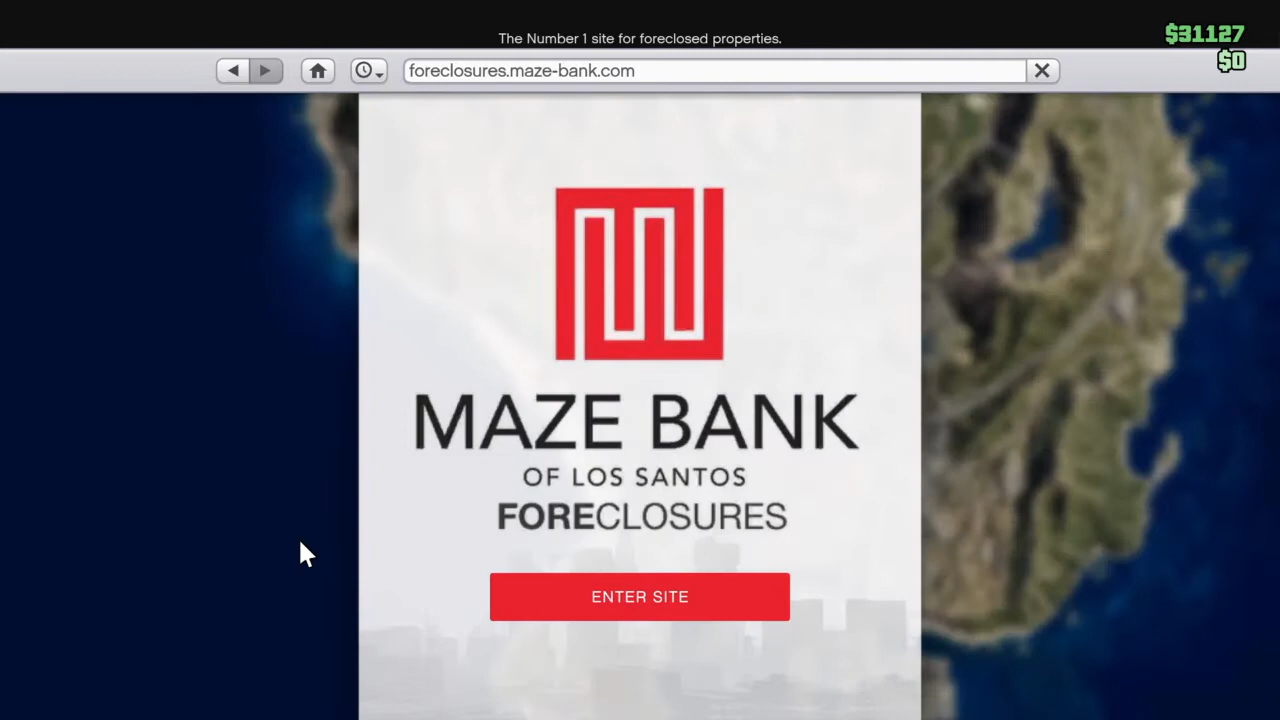 The Number 1 site for foreclosed properties.
$31127
$0
foreclosures.maze-bank.com
MAZE BANK
OF LOS SANTOS
FORECLOSURES
ENTER SITE